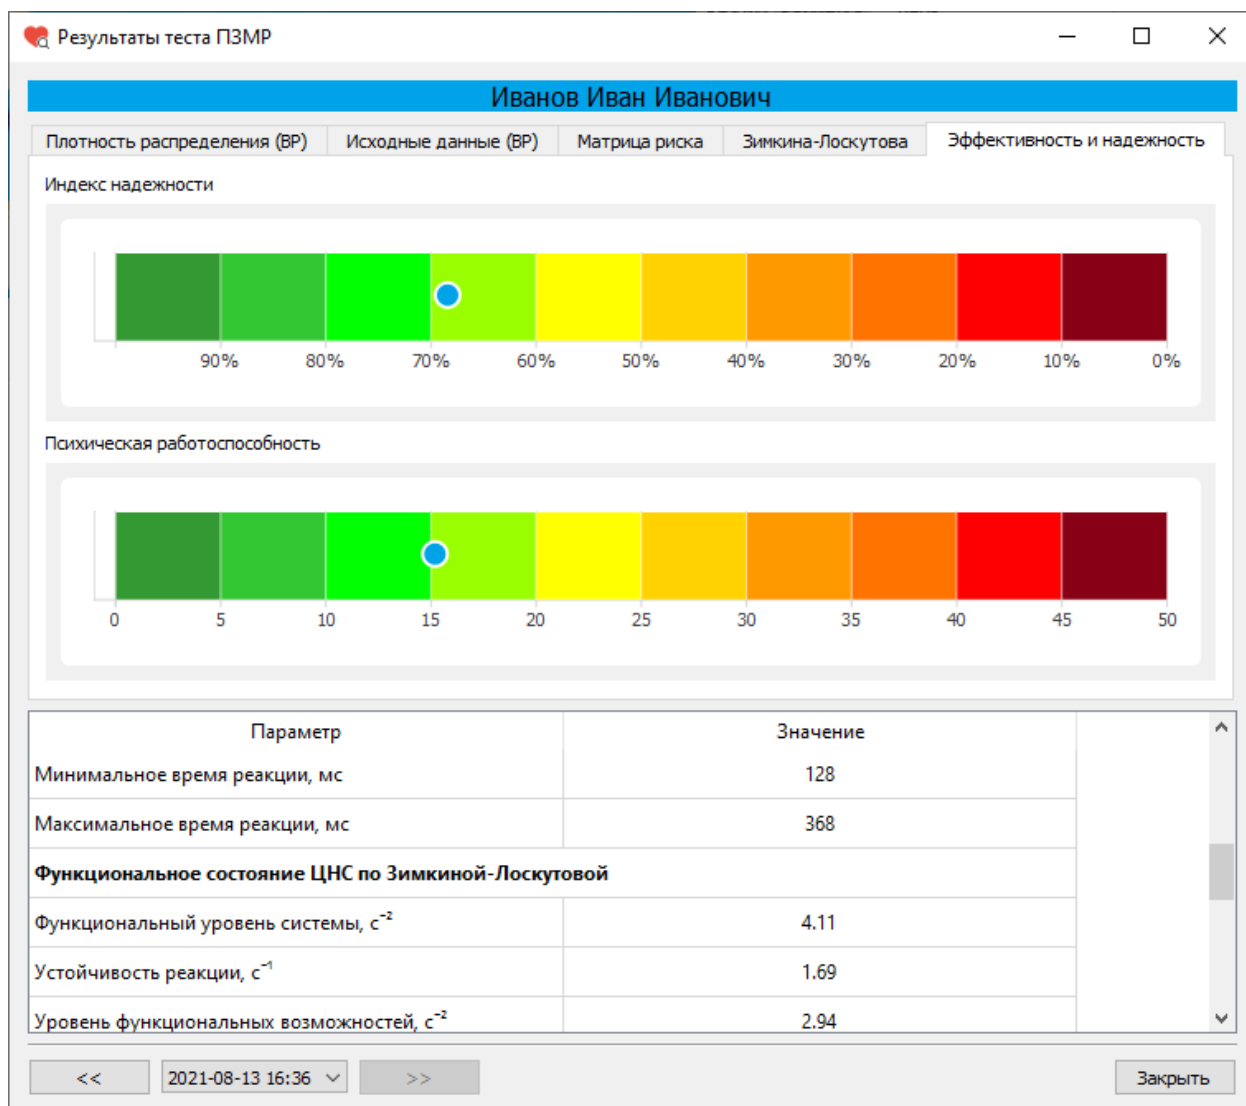 Результаты теста ПЗМР
Иванов Иван Иванович
Плотность распределения (ВР) Исходные данные (ВР) Матрица риска Зимкина-Лоскутова Эффективность и надежность
Индекс надежности
90% 80% 70% 60% 50% 40% 30% 20% 10% 0%
Психическая работоспособность
0 5 10 15 20 25 30 35 40 45 50
Параметр Значение
Минимальное время реакции, мс 128
Максимальное время реакции, мс 368
Функциональное состояние ЦНС по Зимкиной-Лоскутовой
Функциональный уровень системы, с⁻² 4.11
Устойчивость реакции, с⁻¹ 1.69
Уровень функциональных возможностей, с⁻² 2.94
<< 2021-08-13 16:36 >> Закрыть